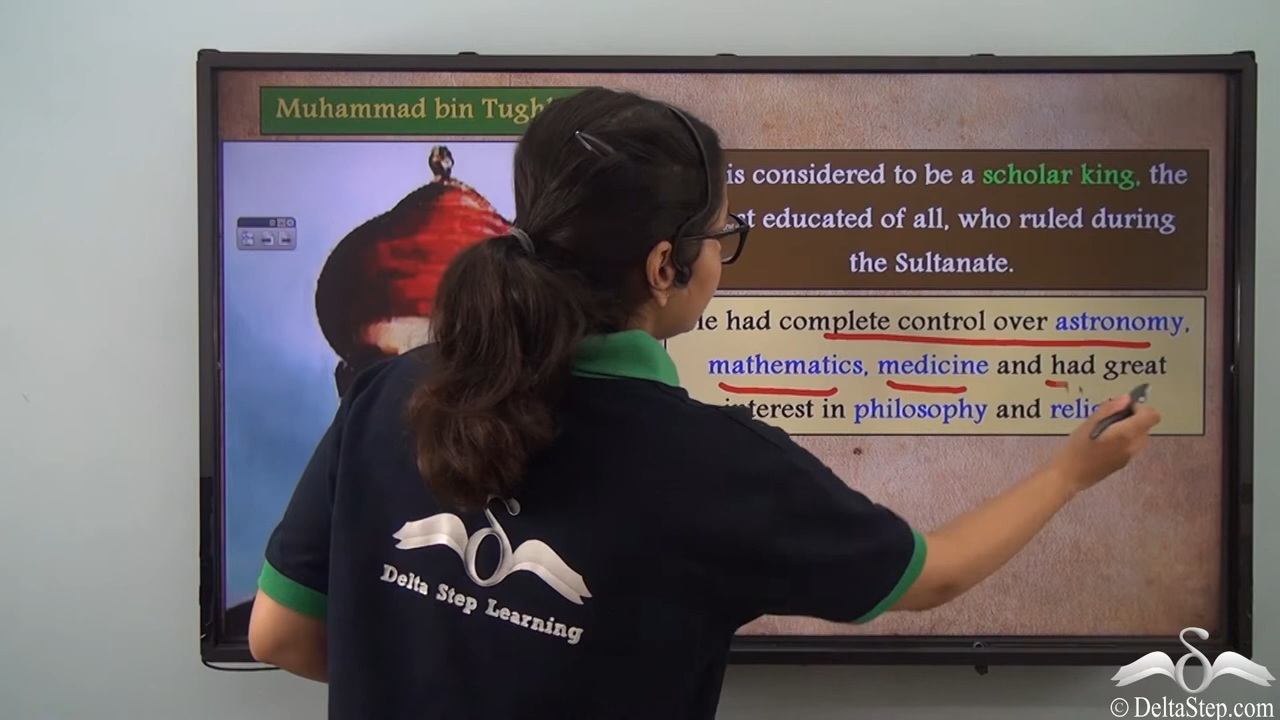 Muhammad bin
is considered to be a scholar king, the
educated of all, who ruled during
the Sultanate.
had complete control over astronomy,
mathematics, medicine and had great
interest in philosophy and
Delta Step Learning
© DeltaStep.com